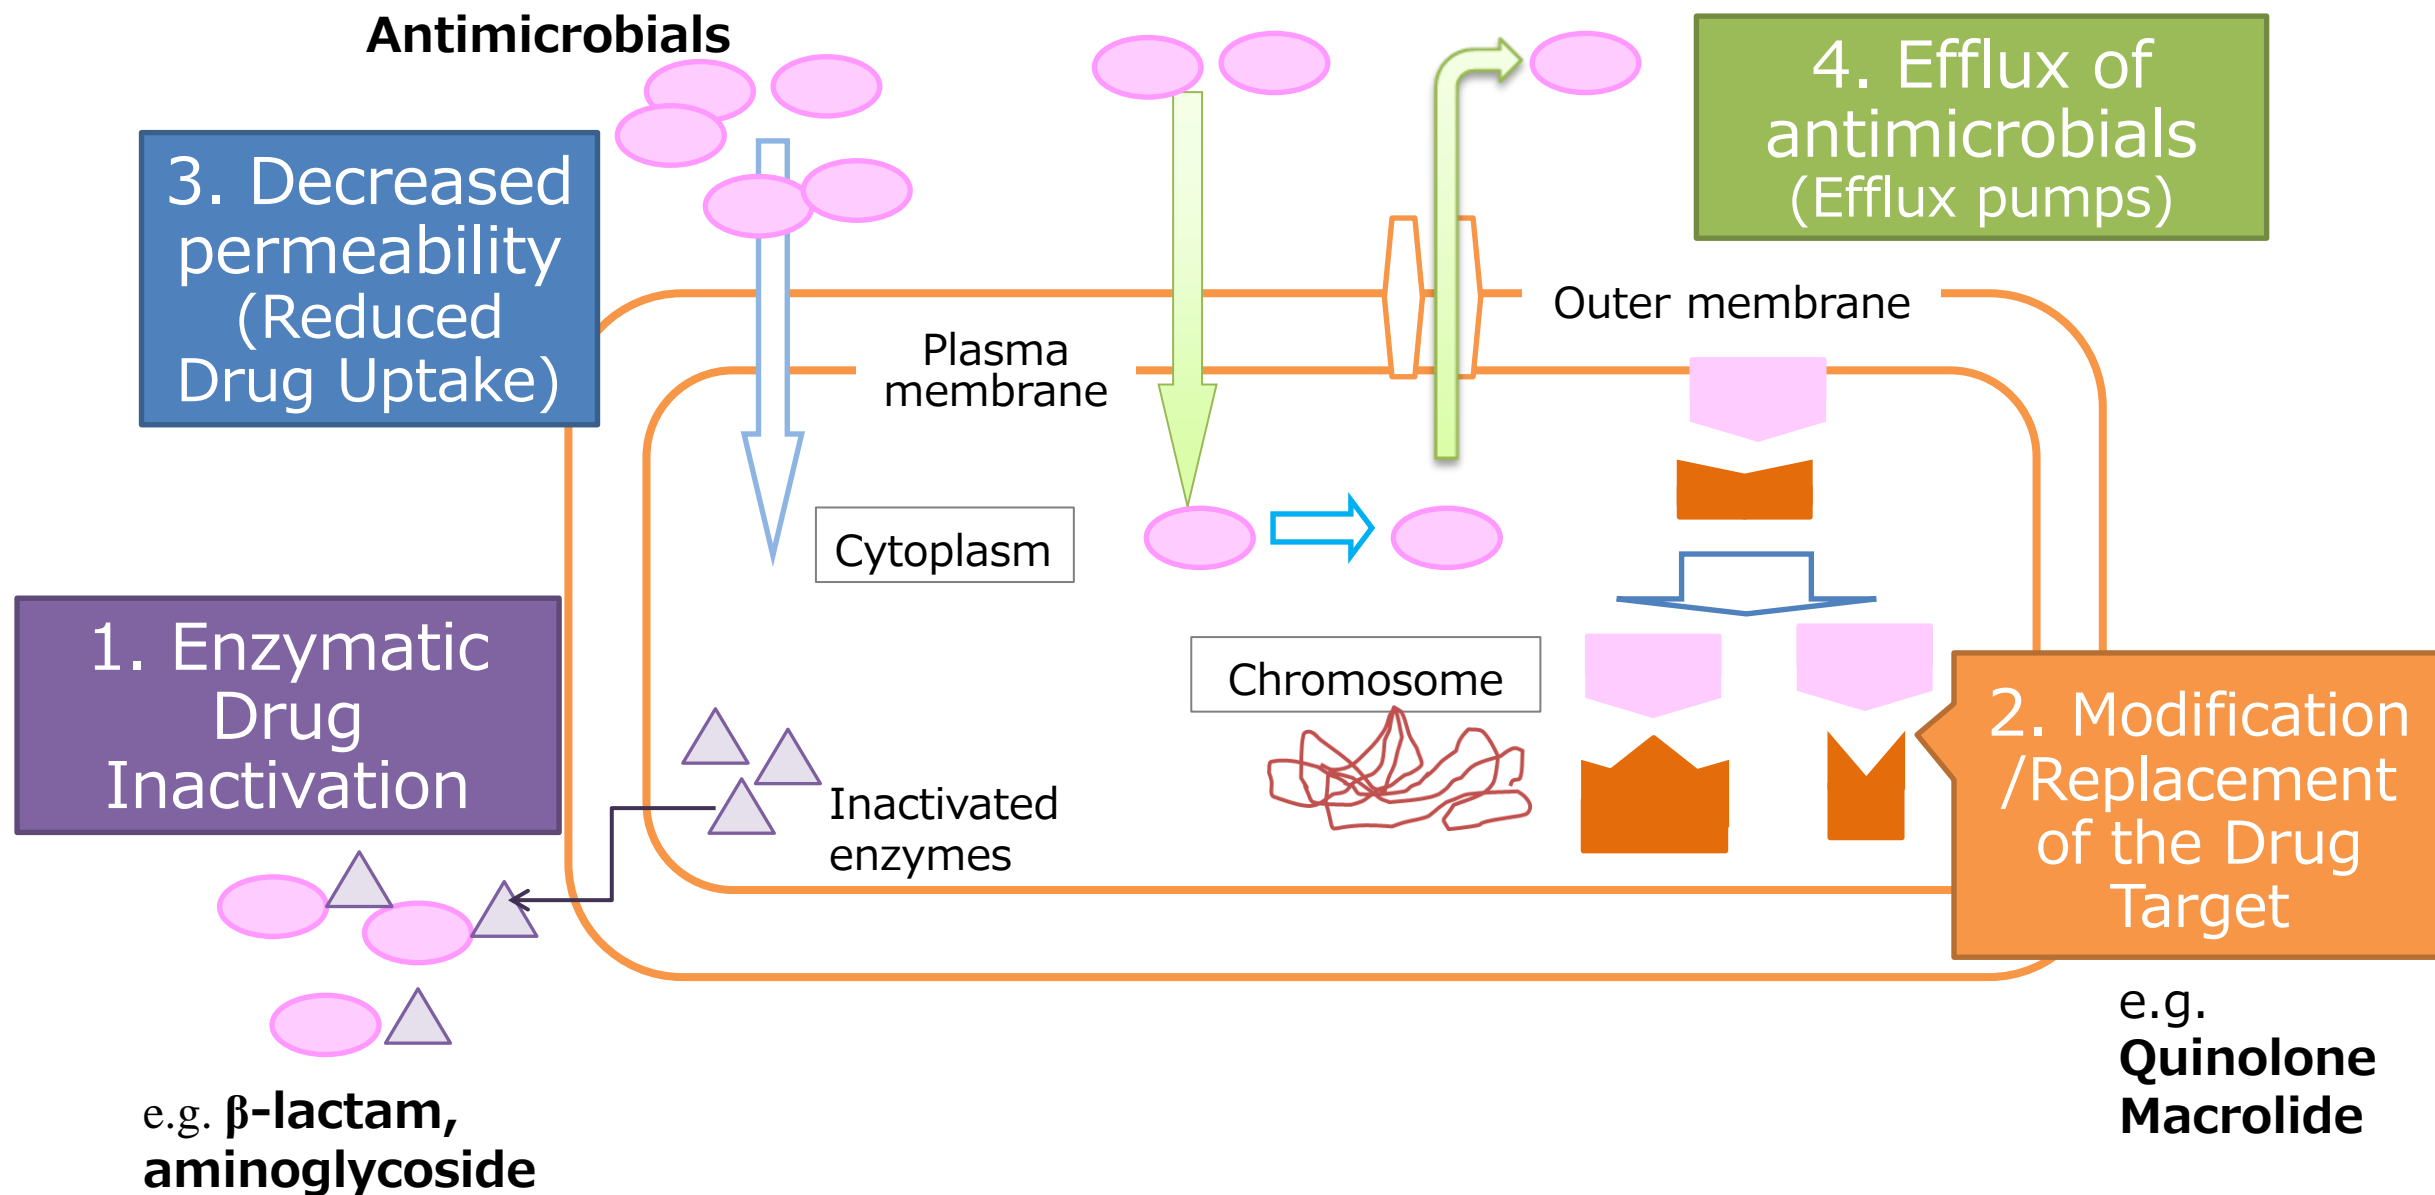 Antimicrobials
3. Decreased
permeability
(Reduced
Drug Uptake)
4. Efflux of
antimicrobials
(Efflux pumps)
Outer membrane
Plasma
membrane
Cytoplasm
1. Enzymatic
Drug
Inactivation
Chromosome
Inactivated
enzymes
2. Modification
/Replacement
of the Drug
Target
e.g.
Quinolone
Macrolide
e.g. β-lactam,
aminoglycoside